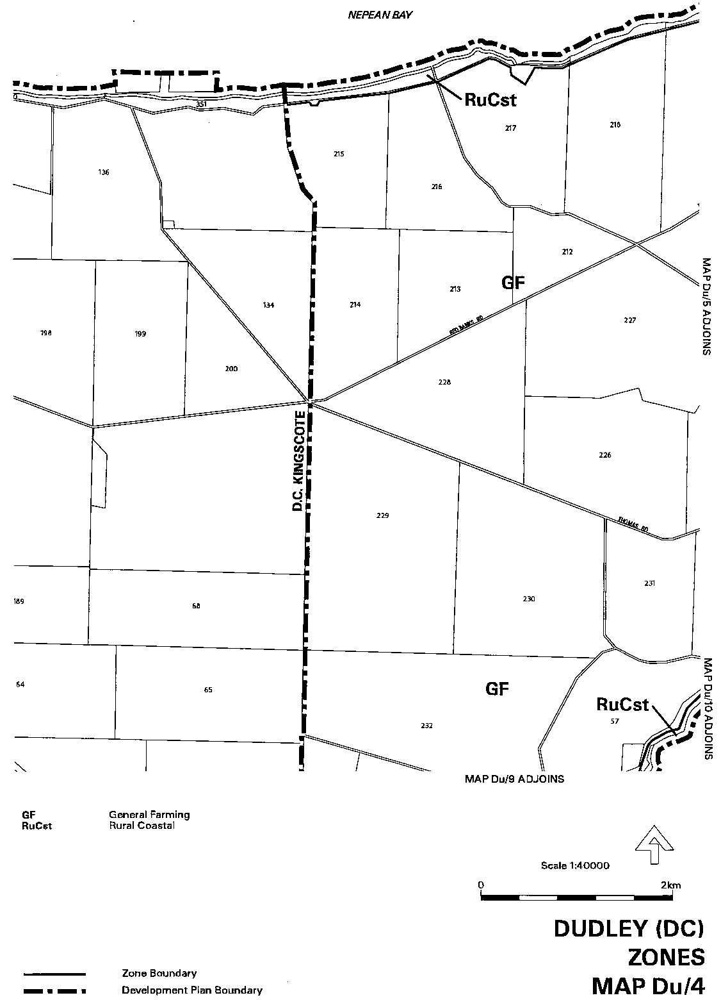 NEPEAN BAY
351
RuCst
217
218
215
136
216
212
MAP Du/5 ADJOINS
GF
213
134
214
227
RED BANKS RD
198
199
200
228
D.C. KINGSCOTE
226
229
THOMAS RD
231
230
189
68
64
65
GF
MAP Du/10 ADJOINS
RuCst
57
232
MAP Du/9 ADJOINS
GF General Farming
RuCst Rural Coastal
Scale 1:40000
0 2km
DUDLEY (DC)
ZONES
MAP Du/4
Zone Boundary
Development Plan Boundary